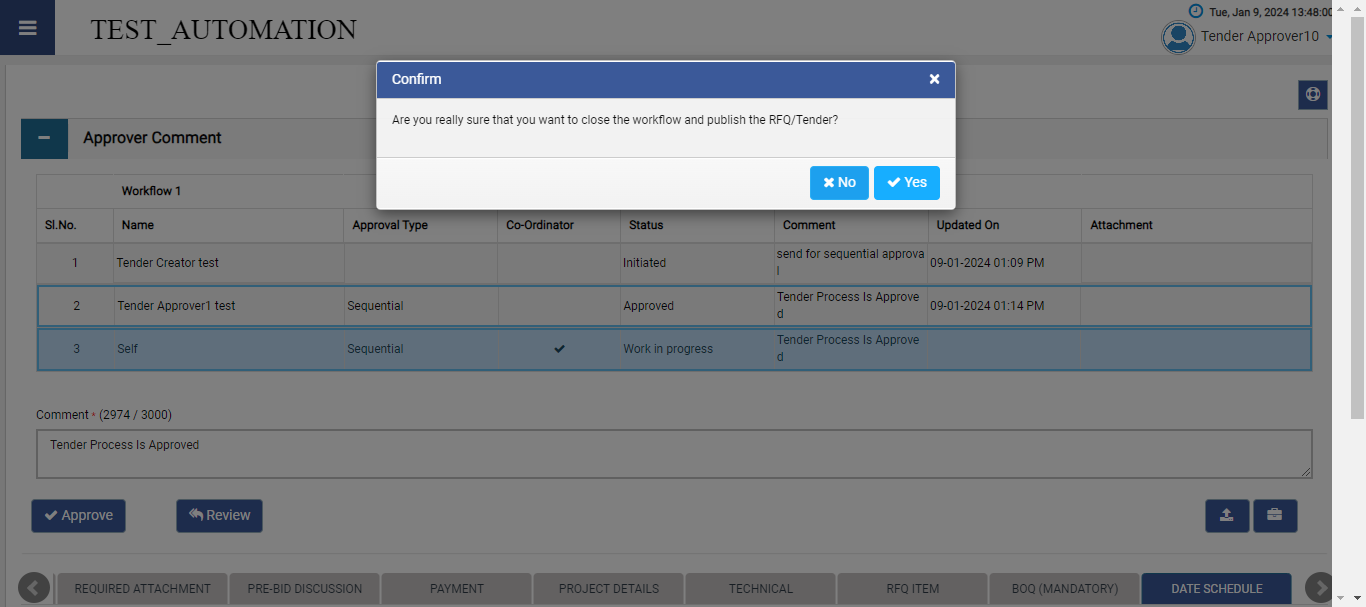 Tue, Jan 9, 2024 13:48:00
TEST_AUTOMATION
Tender Approver10
Confirm
Are you really sure that you want to close the workflow and publish the RFQ/Tender?
No Yes
Approver Comment
Workflow 1
Sl.No. Name Approval Type Co-Ordinator Status Comment Updated On Attachment
1 Tender Creator test Initiated send for sequential approva
l 09-01-2024 01:09 PM
2 Tender Approver1 test Sequential Approved Tender Process Is Approve
d 09-01-2024 01:14 PM
3 Self Sequential Work in progress Tender Process Is Approve
d
Comment * (2974 / 3000)
Tender Process Is Approved
Approve Review
REQUIRED ATTACHMENT PRE-BID DISCUSSION PAYMENT PROJECT DETAILS TECHNICAL RFQ ITEM BOQ (MANDATORY) DATE SCHEDULE